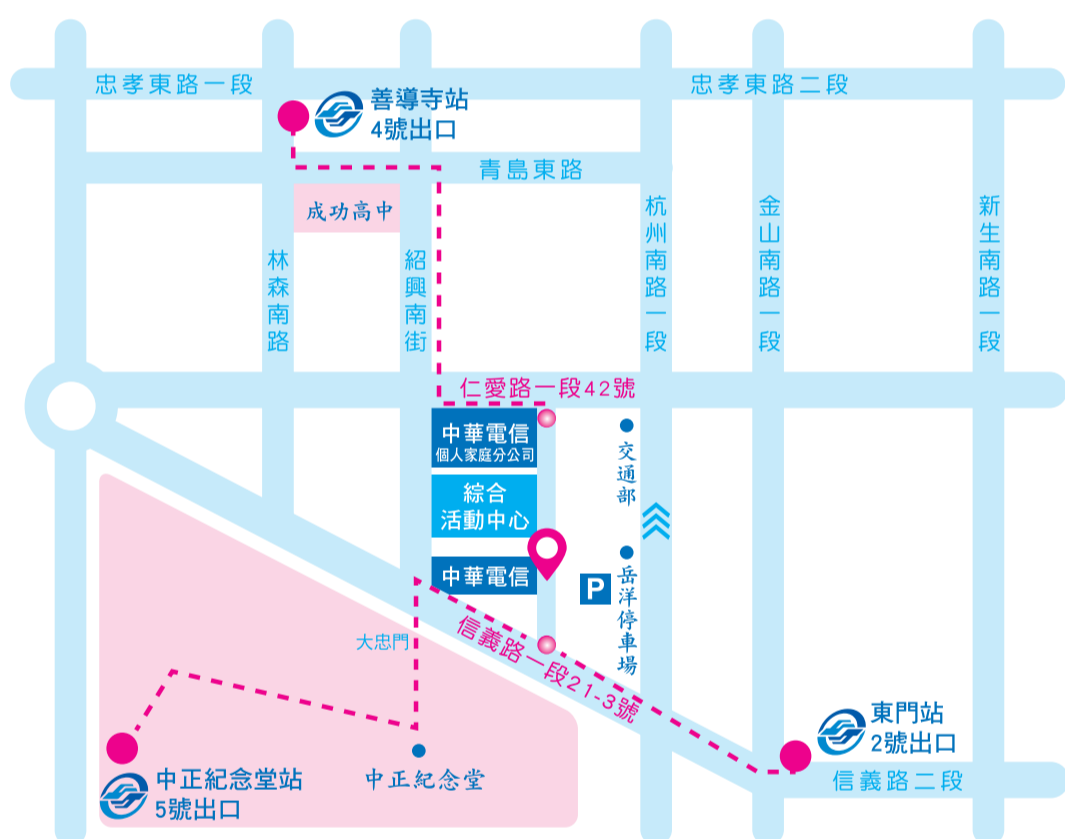 忠孝東路一段
忠孝東路二段
善導寺站
4號出口
青島東路
成功高中
林森南路
紹興南街
杭州南路一段
金山南路一段
新生南路一段
仁愛路一段42號
中華電信
個人家庭分公司
綜合
活動中心
中華電信
交通部
P
岳洋停車場
大忠門
信義路一段21-3號
東門站
2號出口
信義路二段
中正紀念堂站
5號出口
中正紀念堂